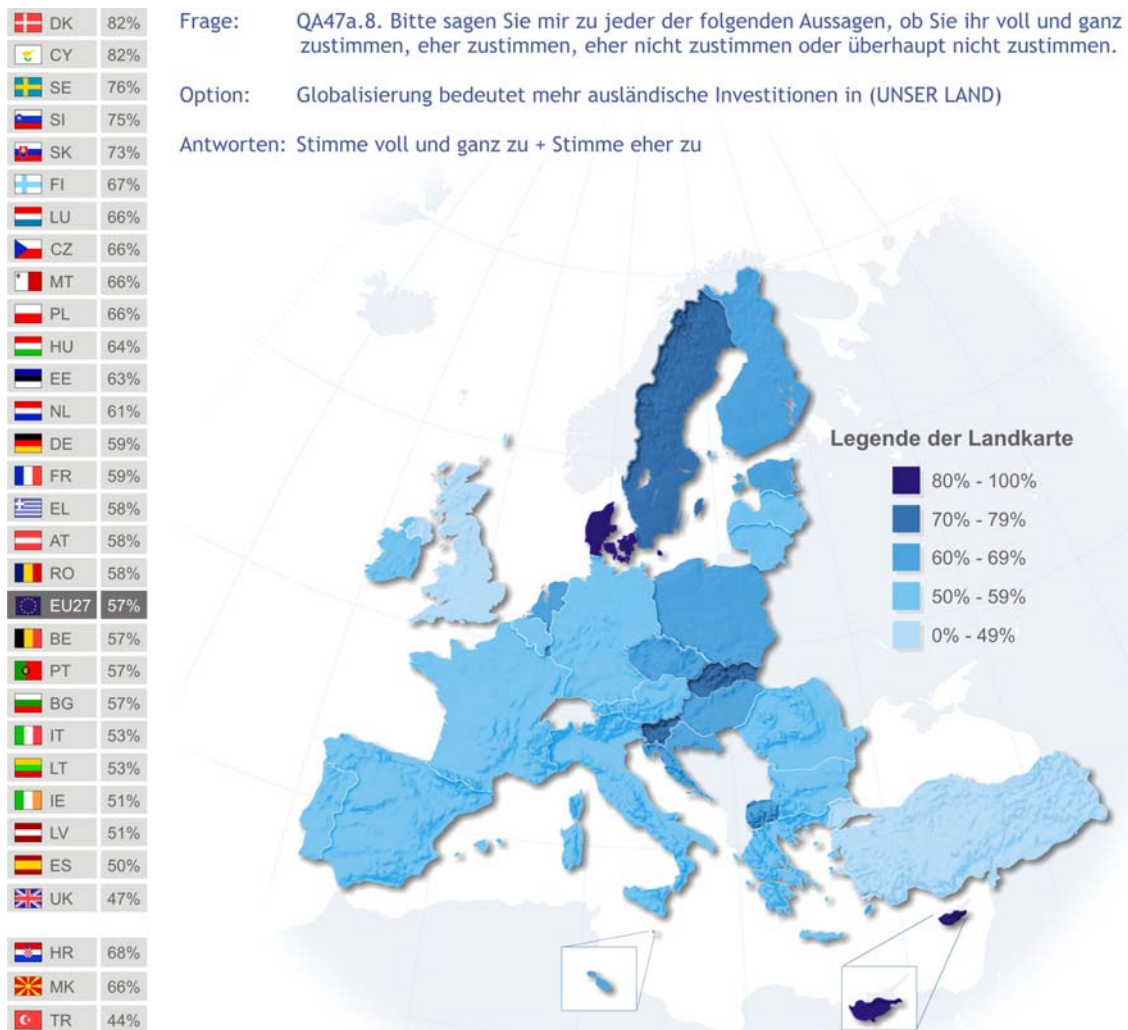 Frage: QA47a.8. Bitte sagen Sie mir zu jeder der folgenden Aussagen, ob Sie ihr voll und ganz
zustimmen, eher zustimmen, eher nicht zustimmen oder überhaupt nicht zustimmen.
Option: Globalisierung bedeutet mehr ausländische Investitionen in (UNSER LAND)
Antworten: Stimme voll und ganz zu + Stimme eher zu
DK 82%
CY 82%
SE 76%
SI 75%
SK 73%
FI 67%
LU 66%
CZ 66%
MT 66%
PL 66%
HU 64%
EE 63%
NL 61%
DE 59%
FR 59%
EL 58%
AT 58%
RO 58%
EU27 57%
BE 57%
PT 57%
BG 57%
IT 53%
LT 53%
IE 51%
LV 51%
ES 50%
UK 47%
HR 68%
MK 66%
TR 44%
Legende der Landkarte
80% - 100%
70% - 79%
60% - 69%
50% - 59%
0% - 49%